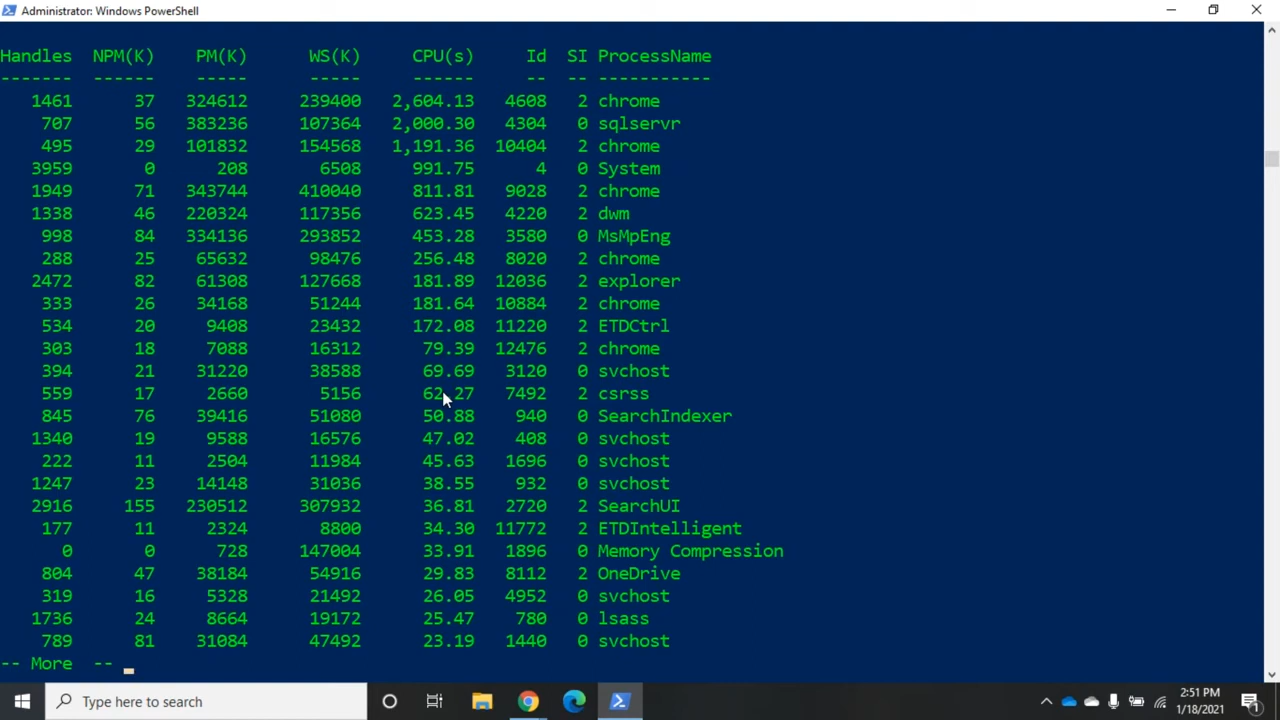 Administrator: Windows PowerShell
Handles NPM(K) PM(K) WS(K) CPU(s) Id SI ProcessName
------- ------ ----- ----- ------ -- -- -----------
1461 37 324612 239400 2,604.13 4608 2 chrome
707 56 383236 107364 2,000.30 4304 0 sqlservr
495 29 101832 154568 1,191.36 10404 2 chrome
3959 0 208 6508 991.75 4 0 System
1949 71 343744 410040 811.81 9028 2 chrome
1338 46 220324 117356 623.45 4220 2 dwm
998 84 334136 293852 453.28 3580 0 MsMpEng
288 25 65632 98476 256.48 8020 2 chrome
2472 82 61308 127668 181.89 12036 2 explorer
333 26 34168 51244 181.64 10884 2 chrome
534 20 9408 23432 172.08 11220 2 ETDCtrl
303 18 7088 16312 79.39 12476 2 chrome
394 21 31220 38588 69.69 3120 0 svchost
559 17 2660 5156 62.27 7492 2 csrss
845 76 39416 51080 50.88 940 0 SearchIndexer
1340 19 9588 16576 47.02 408 0 svchost
222 11 2504 11984 45.63 1696 0 svchost
1247 23 14148 31036 38.55 932 0 svchost
2916 155 230512 307932 36.81 2720 2 SearchUI
177 11 2324 8800 34.30 11772 2 ETDIntelligent
0 0 728 147004 33.91 1896 0 Memory Compression
804 47 38184 54916 29.83 8112 2 OneDrive
319 16 5328 21492 26.05 4952 0 svchost
1736 24 8664 19172 25.47 780 0 lsass
789 81 31084 47492 23.19 1440 0 svchost
-- More --
Type here to search
2:51 PM
1/18/2021
1